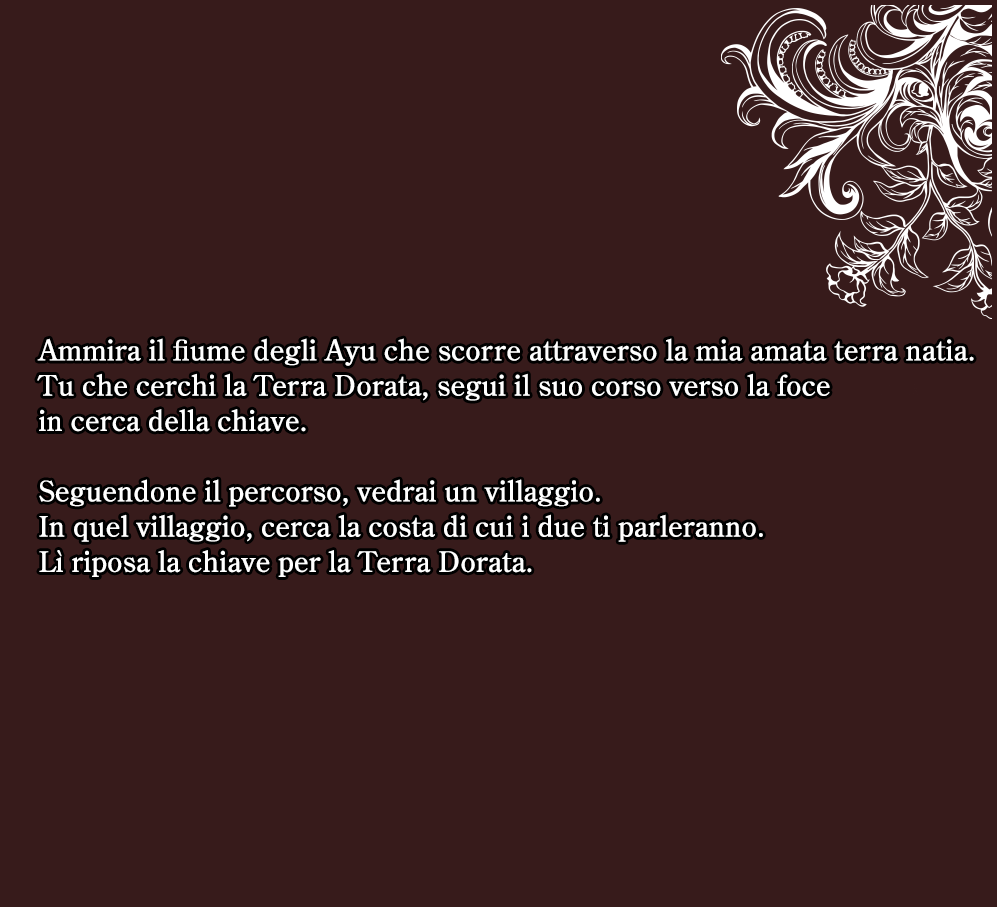 Ammira il fiume degli Ayu che scorre attraverso la mia amata terra natia.
Tu che cerchi la Terra Dorata, segui il suo corso verso la foce
in cerca della chiave.
Seguendone il percorso, vedrai un villaggio.
In quel villaggio, cerca la costa di cui i due ti parleranno.
Lì riposa la chiave per la Terra Dorata.